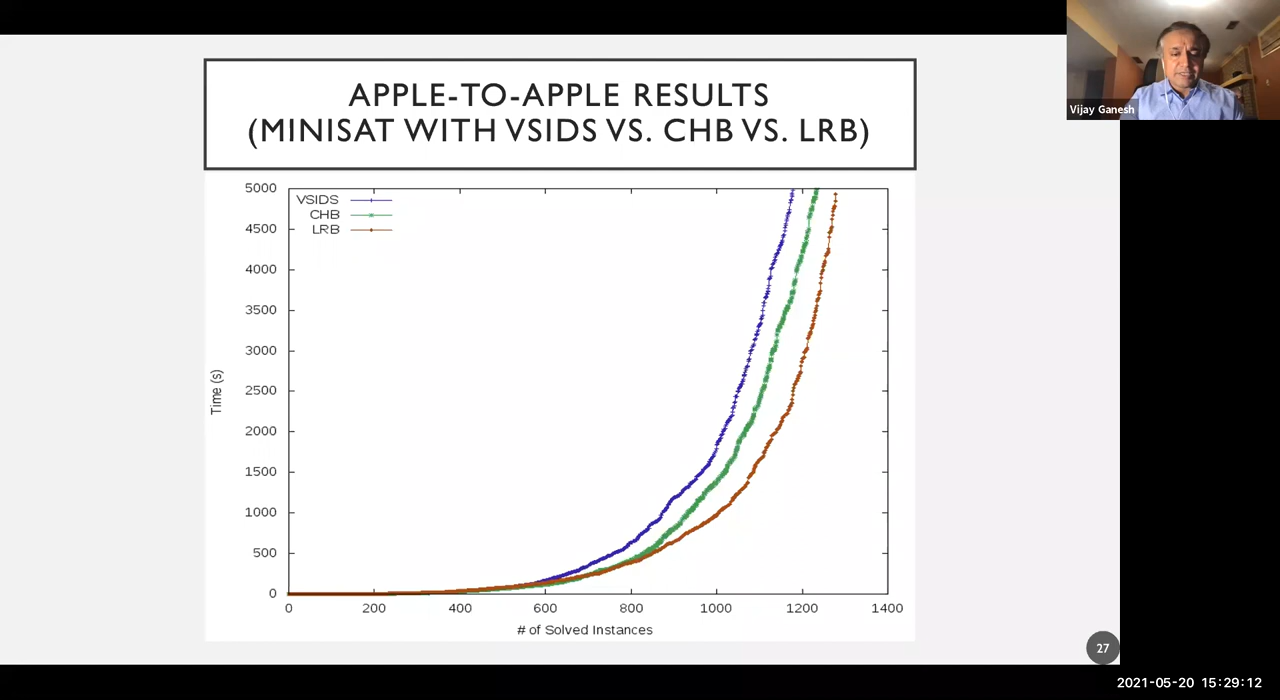 Vijay Ganesh
APPLE-TO-APPLE RESULTS
(MINISAT WITH VSIDS VS. CHB VS. LRB)
VSIDS
CHB
LRB
5000
4500
4000
3500
3000
2500
2000
1500
1000
500
0
Time (s)
0 200 400 600 800 1000 1200 1400
# of Solved Instances
27
2021-05-20 15:29:12